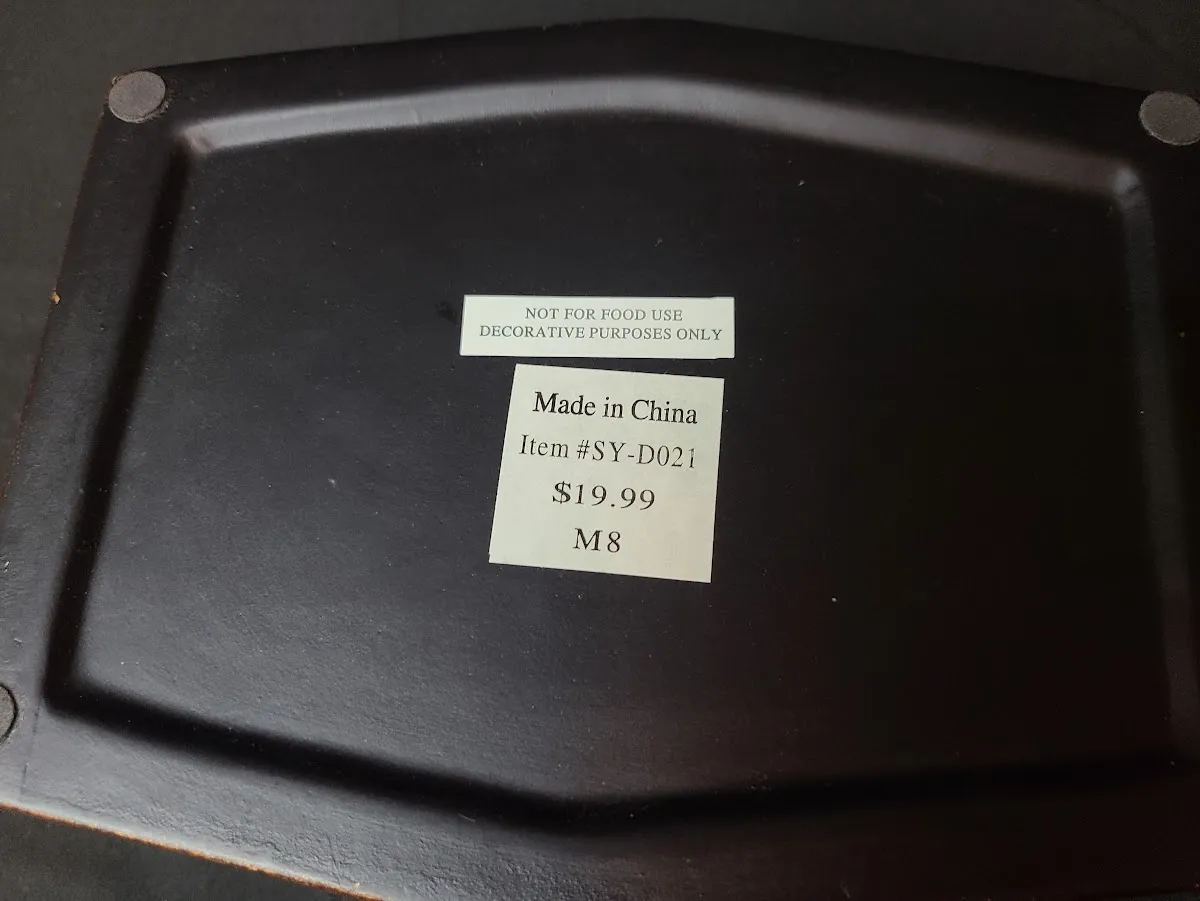 NOT FOR FOOD USE
DECORATIVE PURPOSES ONLY
Made in China
Item #SY-D021
$19.99
M8